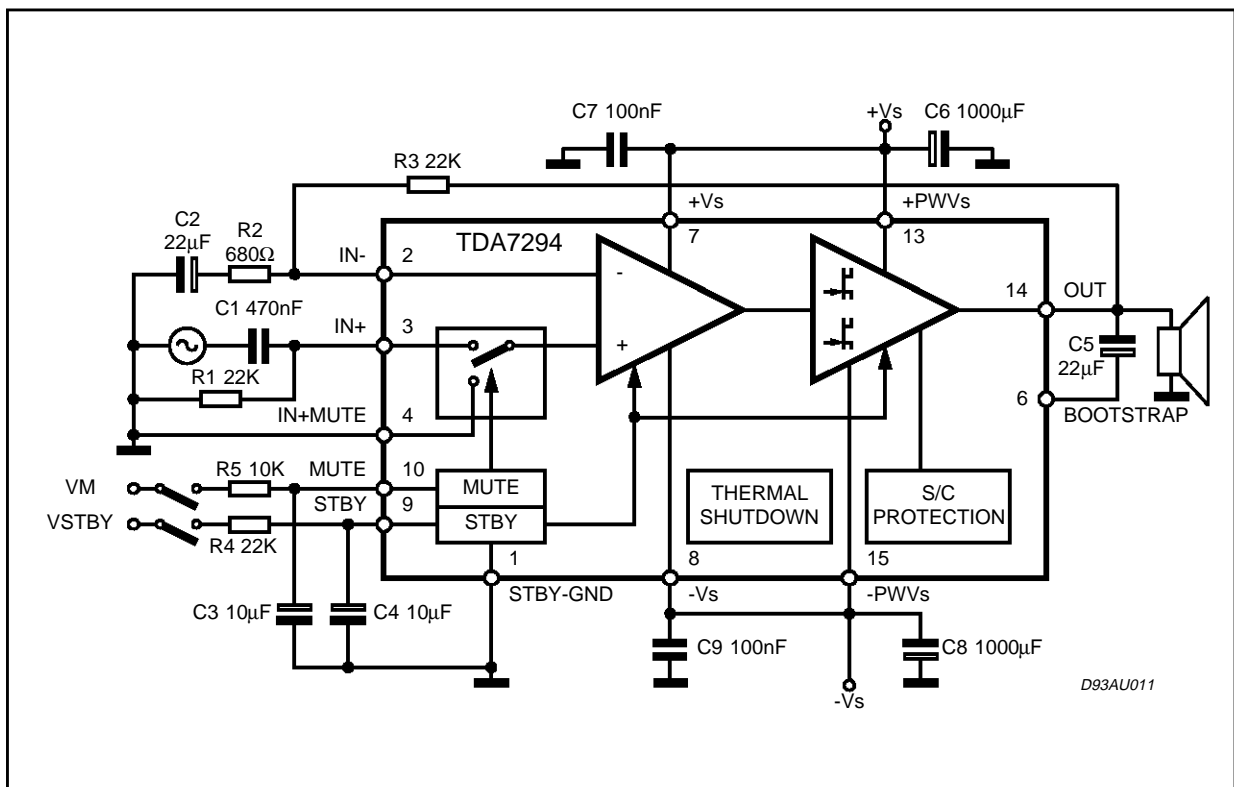 C7 100nF
+Vs
C6 1000µF
R3 22K
+Vs
+PWVs
C2
22µF
R2
680Ω
TDA7294
7
13
IN-
2
-
14
OUT
C1 470nF
IN+
3
+
C5
22µF
R1 22K
6
IN+MUTE
4
BOOTSTRAP
R5 10K
MUTE
10
VM
MUTE
STBY
9
VSTBY
STBY
R4 22K
THERMAL
SHUTDOWN
S/C
PROTECTION
1
8
15
STBY-GND
-Vs
-PWVs
C3 10µF
C4 10µF
C9 100nF
C8 1000µF
D93AU011
-Vs